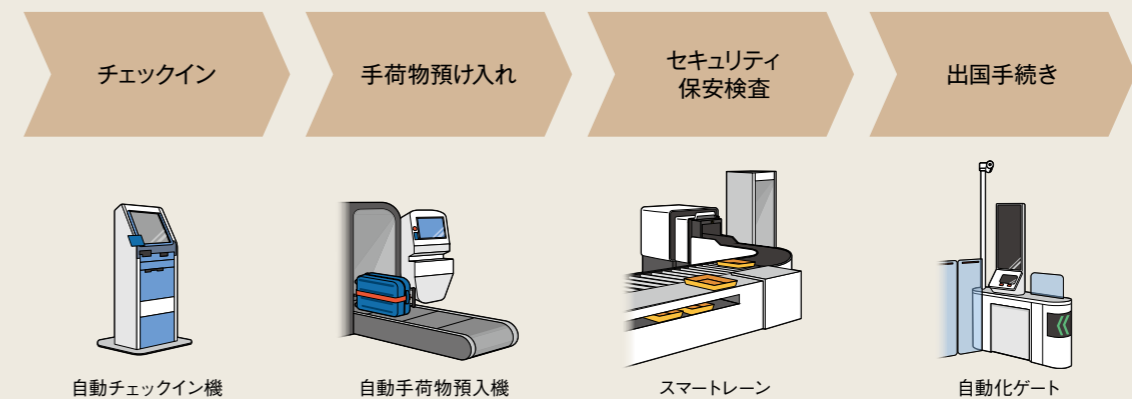 チェックイン
手荷物預け入れ
セキュリティ
保安検査
出国手続き
自動チェックイン機
自動手荷物預入機
スマートレーン
自動化ゲート